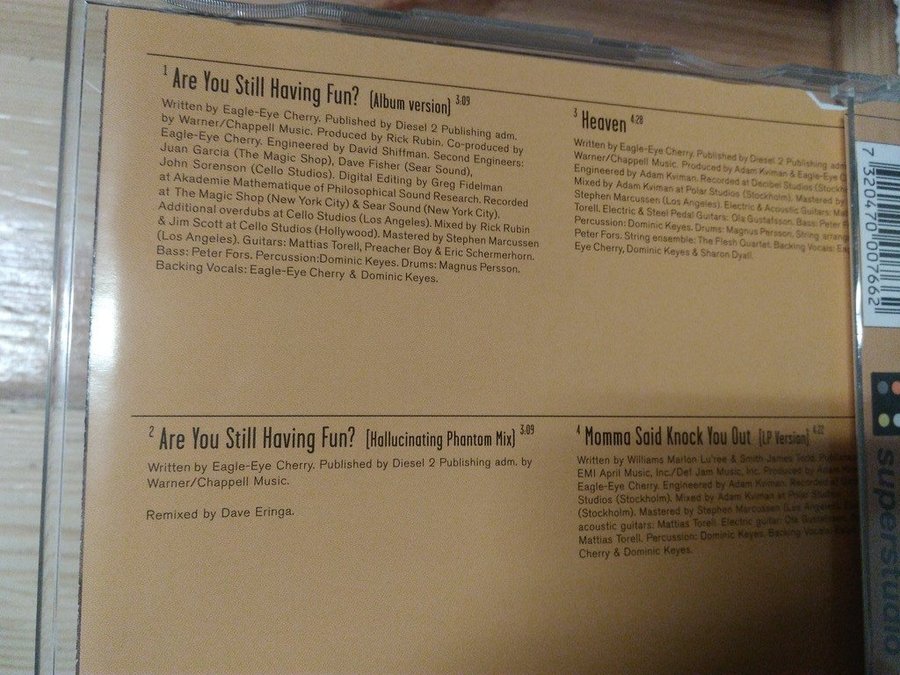 1 Are You Still Having Fun? (Album version) 3:09
Written by Eagle-Eye Cherry. Published by Diesel 2 Publishing adm.
by Warner/Chappell Music. Produced by Rick Rubin. Co-produced by
Eagle-Eye Cherry. Engineered by David Shiffman. Second Engineers:
Juan Garcia (The Magic Shop), Dave Fisher (Sear Sound),
John Sorenson (Cello Studios). Digital Editing by Greg Fidelman
at Akademie Mathematique of Philosophical Sound Research. Recorded
at The Magic Shop (New York City) & Sear Sound (New York City).
Additional overdubs at Cello Studios (Los Angeles). Mixed by Rick Rubin
& Jim Scott at Cello Studios (Hollywood). Mastered by Stephen Marcussen
(Los Angeles). Guitars: Mattias Torell, Preacher Boy & Eric Schermerhorn.
Bass: Peter Fors. Percussion:Dominic Keyes. Drums: Magnus Persson.
Backing Vocals: Eagle-Eye Cherry & Dominic Keyes.
2 Are You Still Having Fun? (Hallucinating Phantom Mix) 3:09
Written by Eagle-Eye Cherry. Published by Diesel 2 Publishing adm. by
Warner/Chappell Music.
Remixed by Dave Eringa.
3 Heaven 4:28
Written by Eagle-Eye Cherry. Published by Diesel 2 Publishing adm
Warner/Chappell Music. Produced by Adam Kviman & Eagle-Eye
Engineered by Adam Kviman. Recorded at Decibel Studios
Mixed by Adam Kviman at Polar Studios (Stockholm). Mastered by
Stephen Marcussen (Los Angeles). Electric & Acoustic Guitars:
Torell. Electric & Steel Pedal Guitars: Ola Gustafsson. Bass: Peter
Percussion: Dominic Keyes. Drums: Magnus Persson. String
Peter Fors. String ensemble: The Flesh Quartet. Backing Vocals:
Eye Cherry, Dominic Keyes & Sharon Dyall.
4 Momma Said Knock You Out (LP Version) 4:22
Written by Williams Marlon Lu'ree & Smith James Todd.
EMI April Music, Inc./Def Jam Music, Inc. Produced by Adam
Eagle-Eye Cherry. Engineered by Adam Kviman. Recorded at
Studios (Stockholm). Mixed by Adam Kviman at Polar Studios
(Stockholm). Mastered by Stephen Marcussen (Los Angeles).
acoustic guitars: Mattias Torell. Electric guitar: Ola Gustafsson.
Mattias Torell. Percussion: Dominic Keyes. Backing Vocals:
Cherry & Dominic Keyes.
7 320470 007662
superstudio